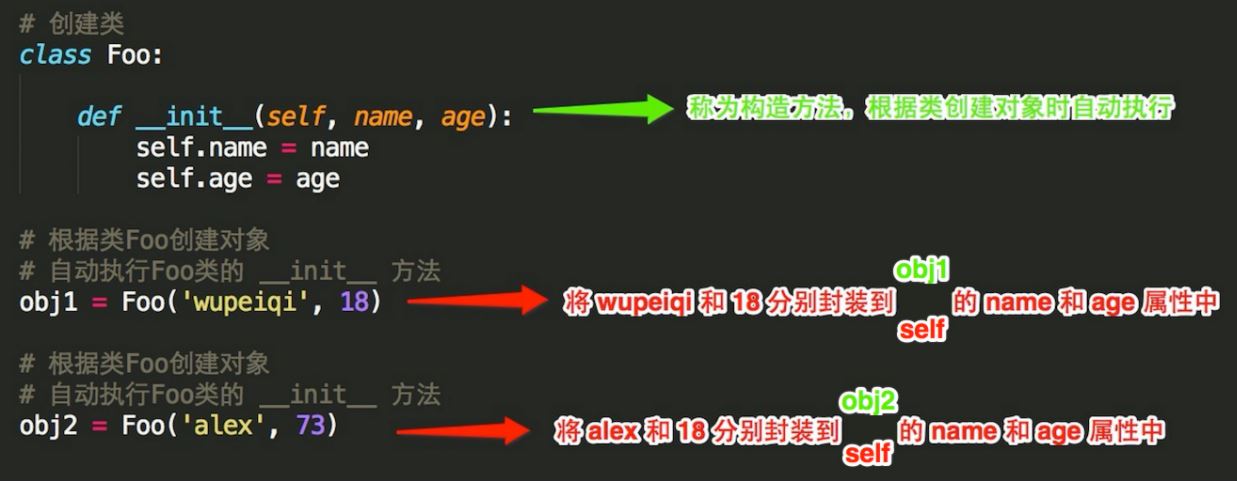 # 创建类
class Foo:
def __init__(self, name, age):
称为构造方法，根据类创建对象时自动执行
self.name = name
self.age = age
# 根据类Foo创建对象
# 自动执行Foo类的 __init__ 方法
obj1 = Foo('wupeiqi', 18)
obj1
将 wupeiqi 和 18 分别封装到 的 name 和 age 属性中
self
# 根据类Foo创建对象
# 自动执行Foo类的 __init__ 方法
obj2 = Foo('alex', 73)
obj2
将 alex 和 18 分别封装到 的 name 和 age 属性中
self